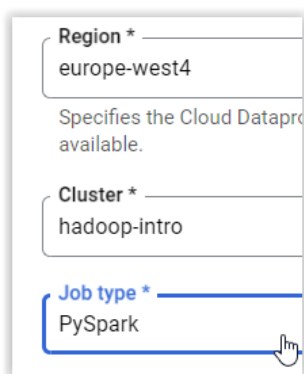 Region *
europe-west4
Specifies the Cloud Datapro
available.
Cluster *
hadoop-intro
Job type *
PySpark